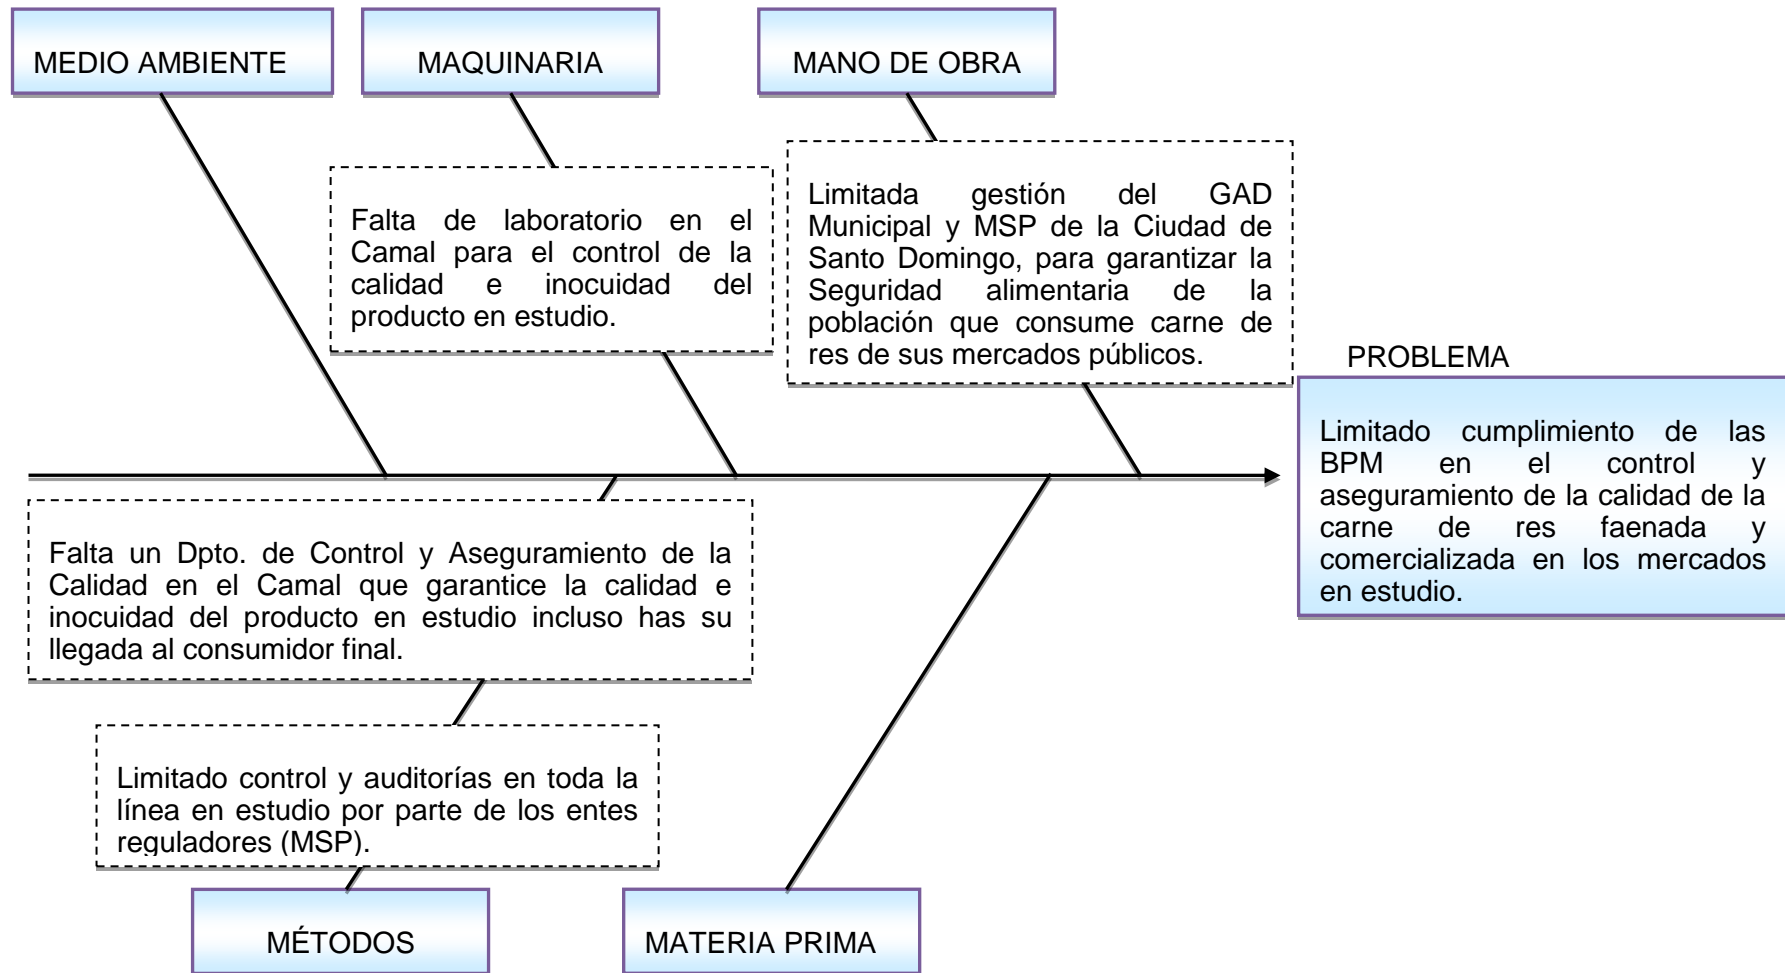 MEDIO AMBIENTE
MAQUINARIA
MANO DE OBRA
Falta de laboratorio en el
Camal para el control de la
calidad e inocuidad del
producto en estudio.
Limitada gestión del GAD
Municipal y MSP de la Ciudad de
Santo Domingo, para garantizar la
Seguridad alimentaria de la
población que consume carne de
res de sus mercados públicos.
PROBLEMA
Limitado cumplimiento de las
BPM en el control y
aseguramiento de la calidad de la
carne de res faenada y
comercializada en los mercados
en estudio.
Falta un Dpto. de Control y Aseguramiento de la
Calidad en el Camal que garantice la calidad e
inocuidad del producto en estudio incluso has su
llegada al consumidor final.
Limitado control y auditorías en toda la
línea en estudio por parte de los entes
reguladores (MSP).
MÉTODOS
MATERIA PRIMA